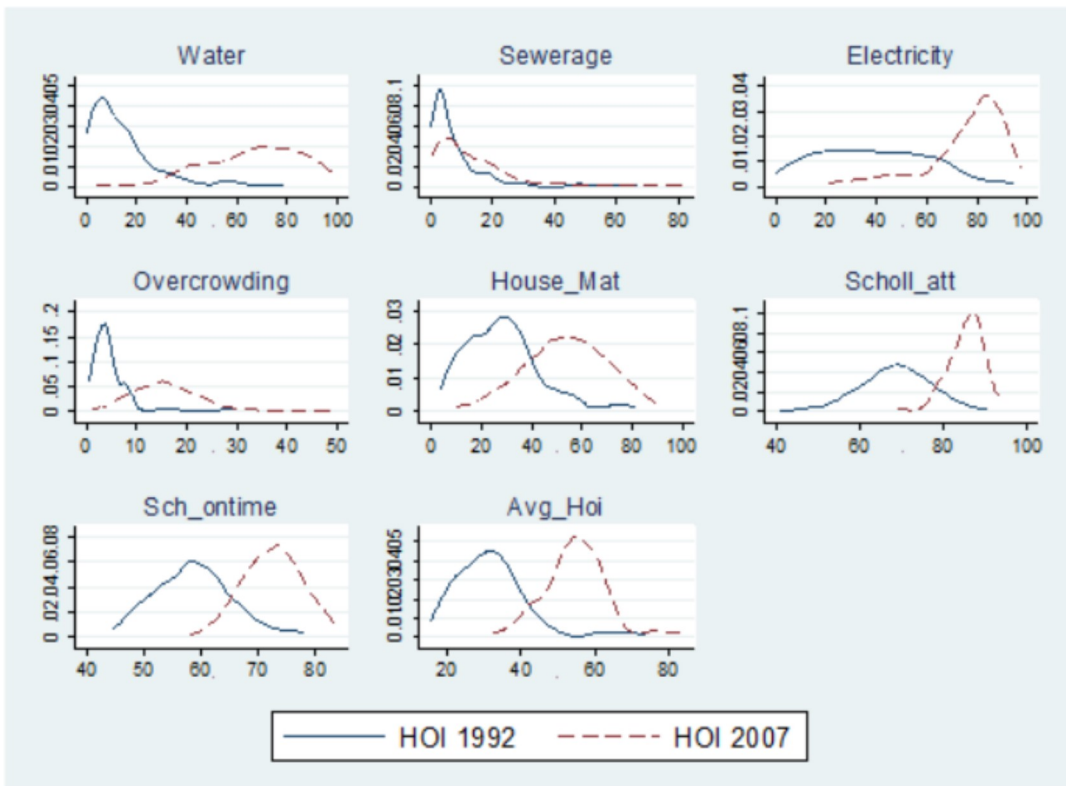 Water Sewerage Electricity
0 .01.02.03.04.05 0 .02.04.06.08.1 0 .01.02.03.04
0 20 40 . 60 80 100 0 20 . 40 60 80 0 20 40 . 60 80 100
Overcrowding House_Mat Scholl_att
0 .05 .1 .15 .2 0 .01 .02 .03 0 .02.04.06.08.1
0 10 20 . 30 40 50 0 20 40 . 60 80 100 40 60 . 80 100
Sch_ontime Avg_Hoi
0 .02.04.06.08 0 .01.02.03.04.05
40 50 60 . 70 80 20 40 . 60 80
HOI 1992 HOI 2007